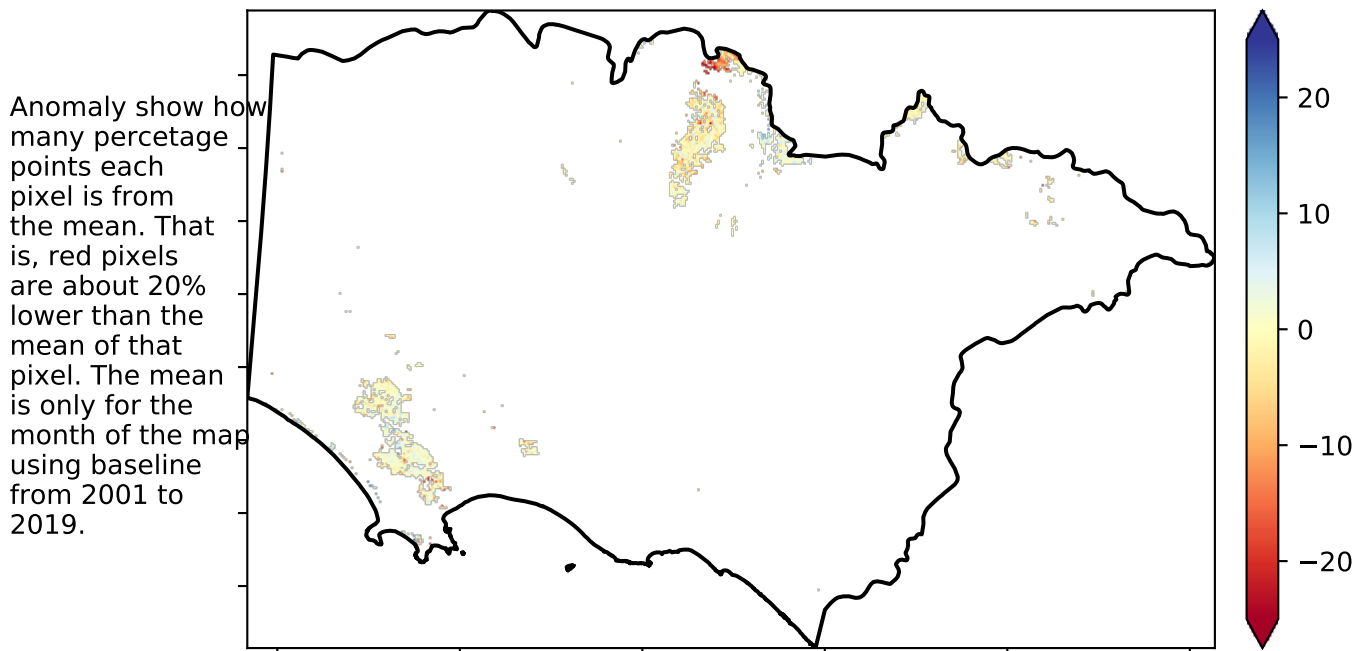 Anomaly show how
many percetage
points each
pixel is from
the mean. That
is, red pixels
are about 20%
lower than the
mean of that
pixel. The mean
is only for the
month of the map
using baseline
from 2001 to
2019.
20
10
0
−10
−20